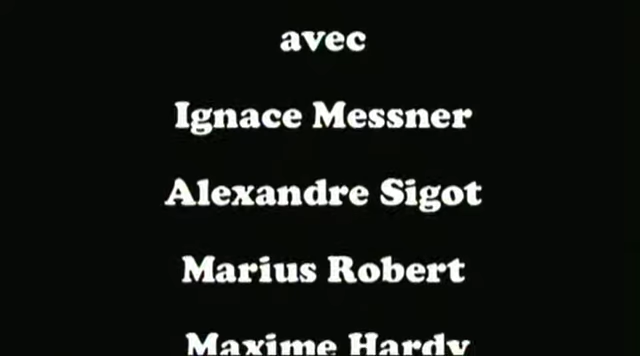 avec
Ignace Messner
Alexandre Sigot
Marius Robert
Maxime Hardy